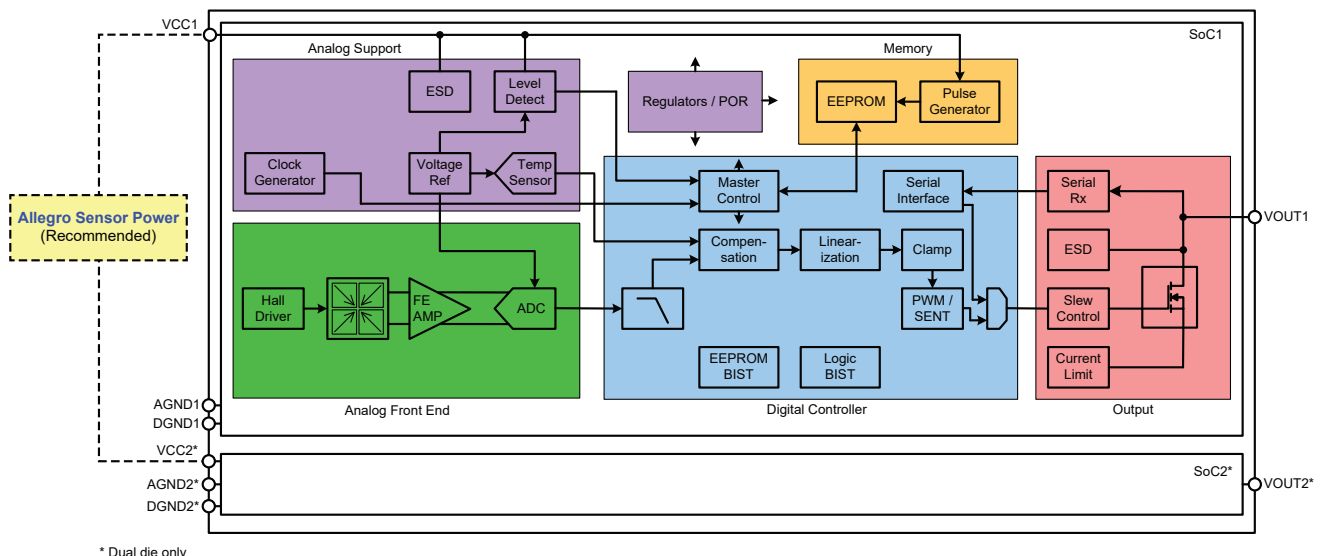 VCC1
SoC1
Analog Support
Memory
ESD
Level
Detect
Regulators / POR
EEPROM
Pulse
Generator
Clock
Generator
Voltage
Ref
Temp
Sensor
Master
Control
Serial
Interface
Serial
Rx
Allegro Sensor Power
(Recommended)
VOUT1
Compen-
sation
Linear-
ization
Clamp
ESD
Hall
Driver
FE
AMP
ADC
PWM /
SENT
Slew
Control
EEPROM
BIST
Logic
BIST
Current
Limit
AGND1
Analog Front End
Digital Controller
Output
DGND1
VCC2*
SoC2*
AGND2*
VOUT2*
DGND2*
* Dual die only